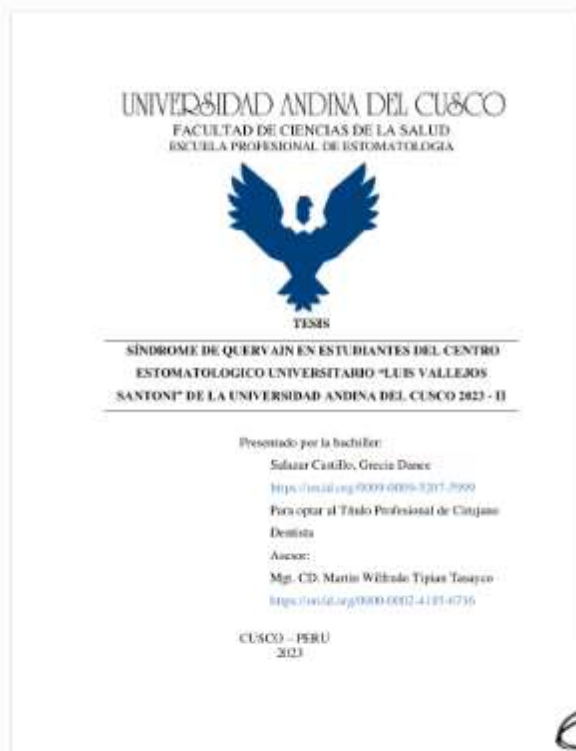 UNIVERSIDAD ANDINA DEL CUSCO
FACULTAD DE CIENCIAS DE LA SALUD
ESCUELA PROFESIONAL DE ESTOMATOLOGIA
TESIS
SÍNDROME DE QUERVAIN EN ESTUDIANTES DEL CENTRO
ESTOMATOLOGICO UNIVERSITARIO “LUIS VALLEJOS
SANTONI” DE LA UNIVERSIDAD ANDINA DEL CUSCO 2023 - II
Presentado por la bachiller:
Salazar Castillo, Grecia
Para optar al Título Profesional de Cirujano
Dentista
Asesor:
Mgt. CD. Martin Wilfredo Tipian Tasayco
CUSCO – PERU
2023